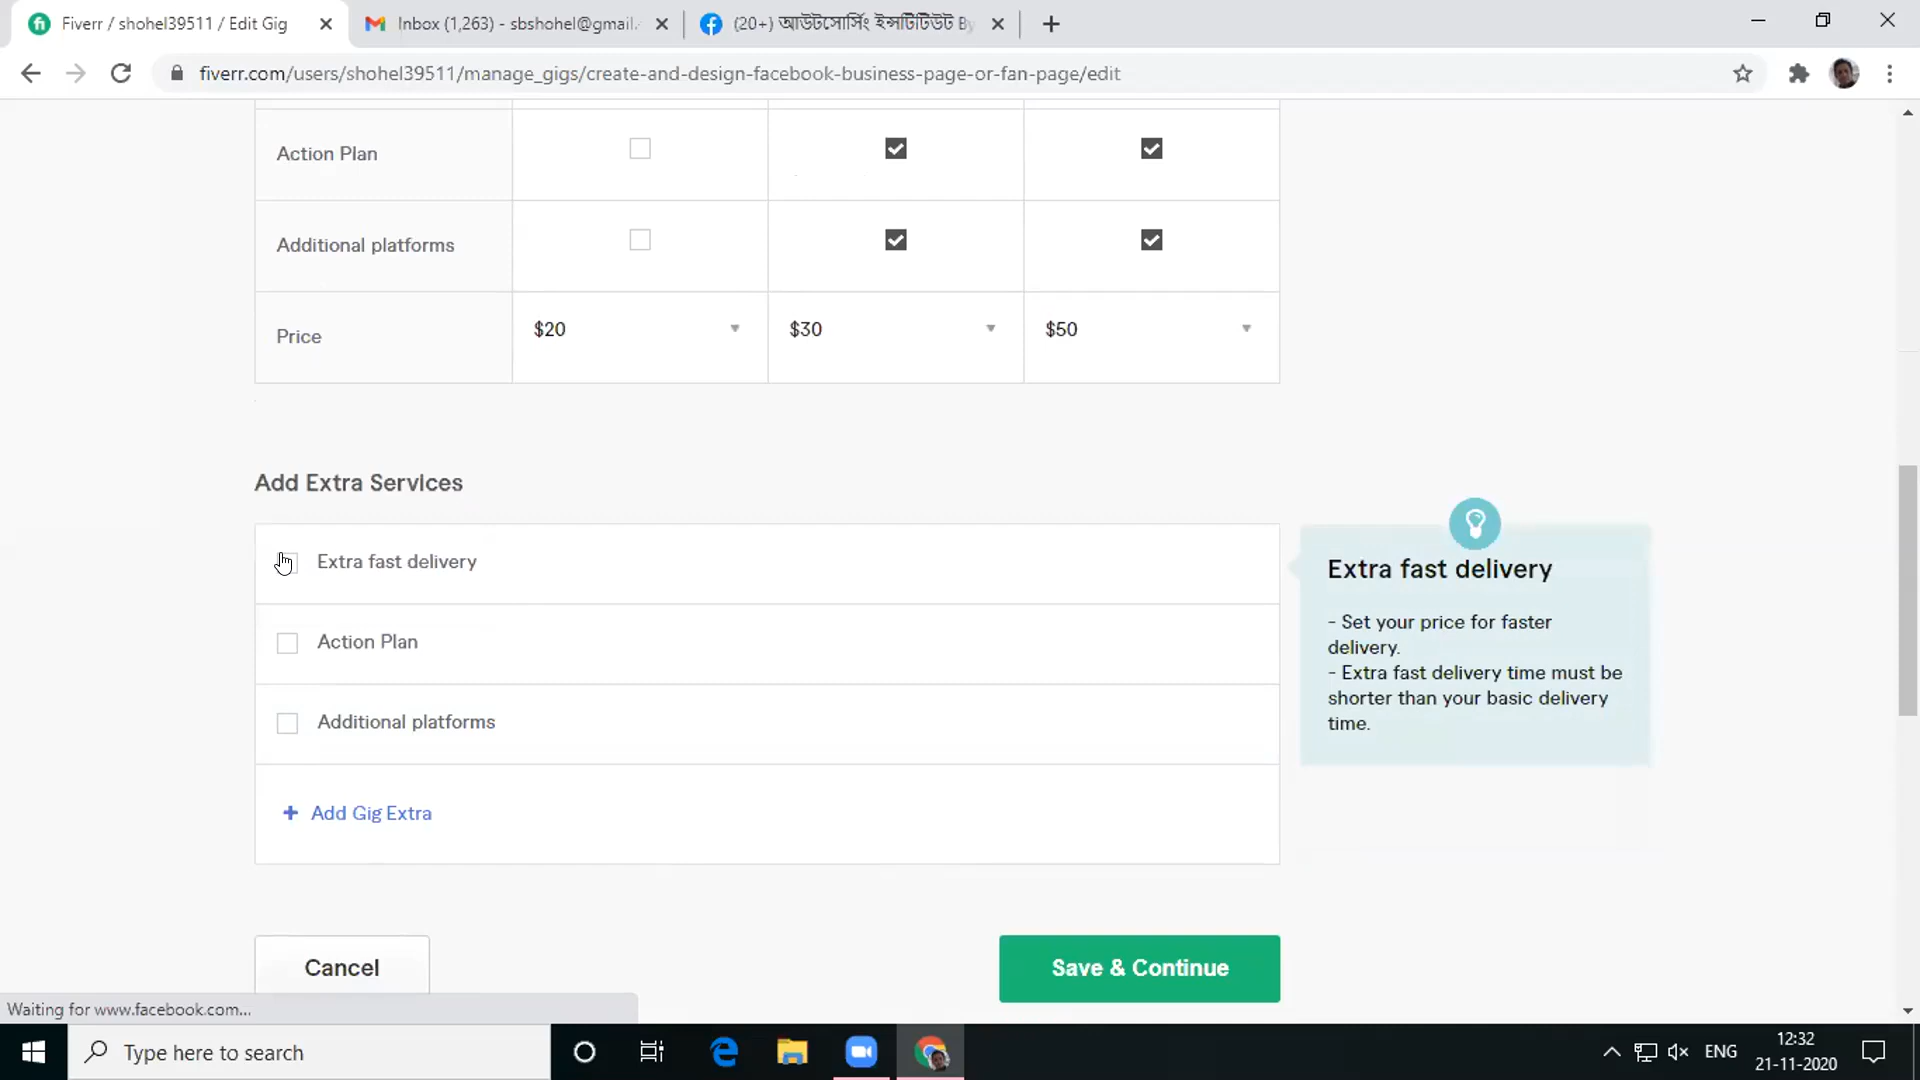 Fiverr / shohel39511 / Edit Gig
Inbox (1,263) - sbshohel@gmail.
(20+) আউটসোর্সিং ইন্সটিটিউট By
fiverr.com/users/shohel39511/manage_gigs/create-and-design-facebook-business-page-or-fan-page/edit
Action Plan
Additional platforms
Price
$20
$30
$50
Add Extra Services
Extra fast delivery
Action Plan
Additional platforms
+ Add Gig Extra
Extra fast delivery
- Set your price for faster
delivery.
- Extra fast delivery time must be
shorter than your basic delivery
time.
Cancel
Save & Continue
Waiting for www.facebook.com...
Type here to search
ENG
12:32
21-11-2020